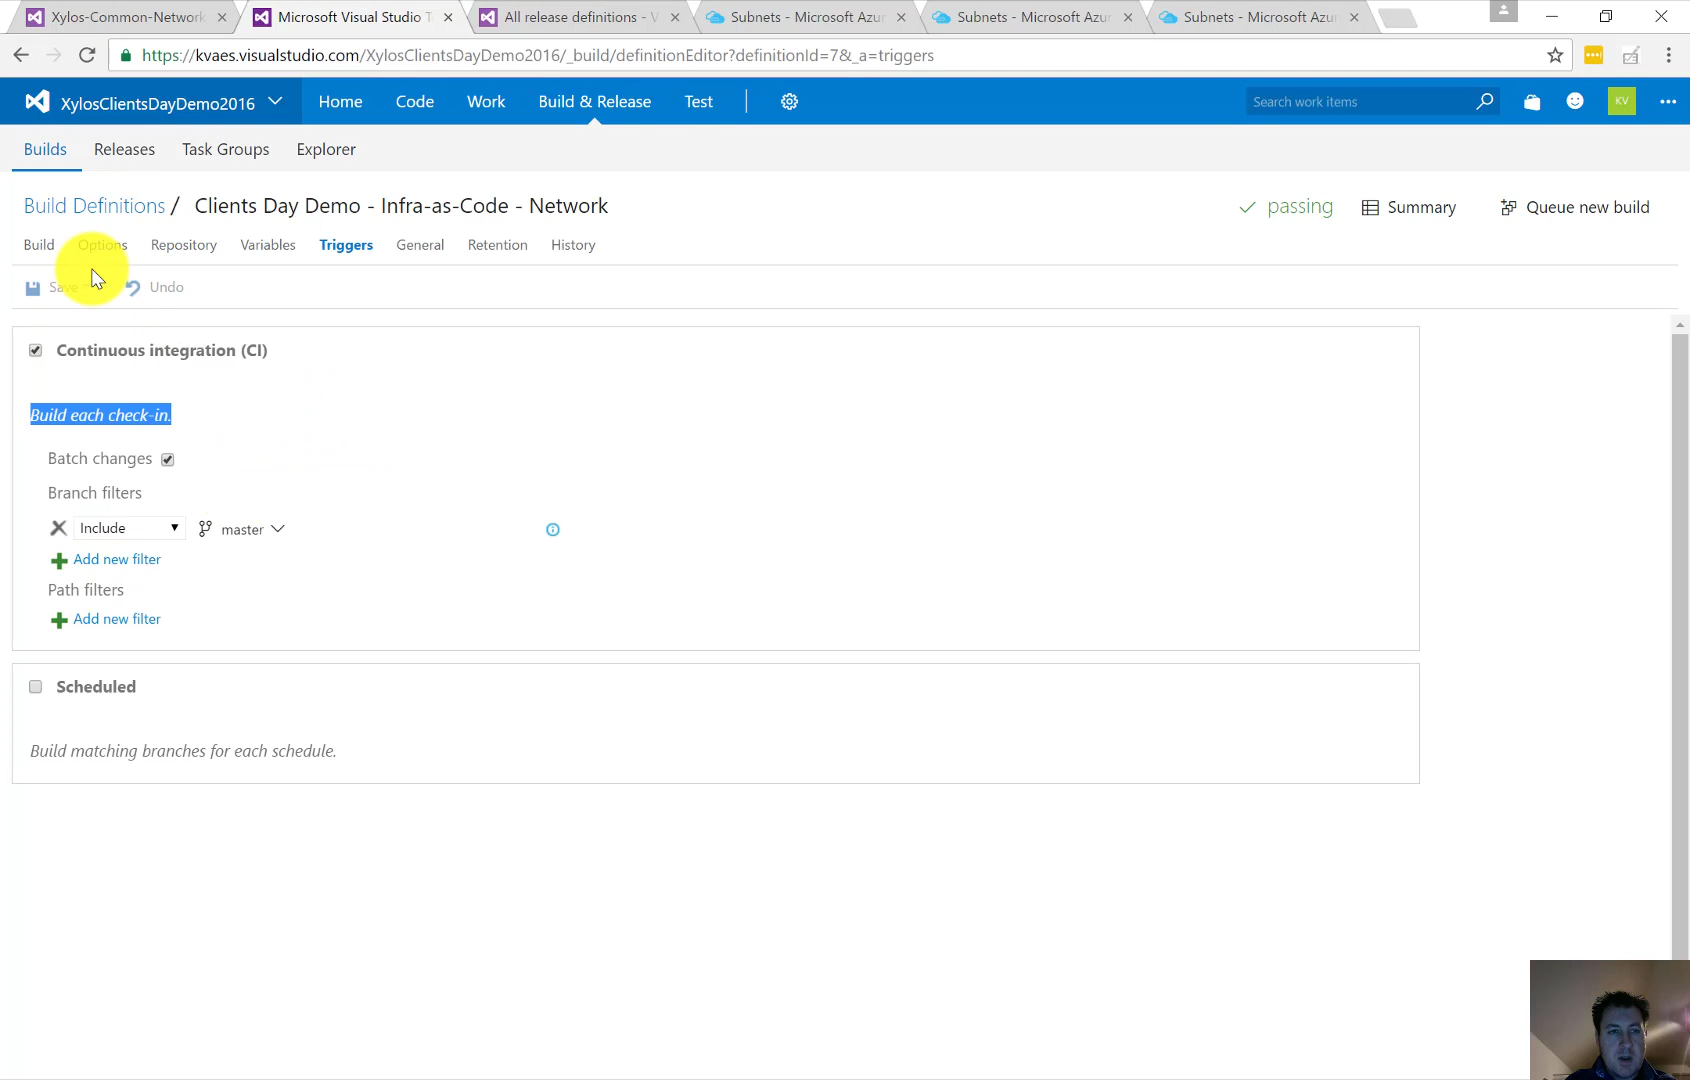 Xylos-Common-Network
Microsoft Visual Studio T
All release definitions - V
Subnets - Microsoft Azur
Subnets - Microsoft Azur
Subnets - Microsoft Azur
https://kvaes.visualstudio.com/XylosClientsDayDemo2016/_build/definitionEditor?definitionId=7&_a=triggers
XylosClientsDayDemo2016
Home
Code
Work
Build & Release
Test
Search work items
KV
Builds
Releases
Task Groups
Explorer
Build Definitions / Clients Day Demo - Infra-as-Code - Network
passing
Summary
Queue new build
Build
Options
Repository
Variables
Triggers
General
Retention
History
Save
Undo
Continuous integration (CI)
Build each check-in.
Batch changes
Branch filters
Include
master
Add new filter
Path filters
Add new filter
Scheduled
Build matching branches for each schedule.